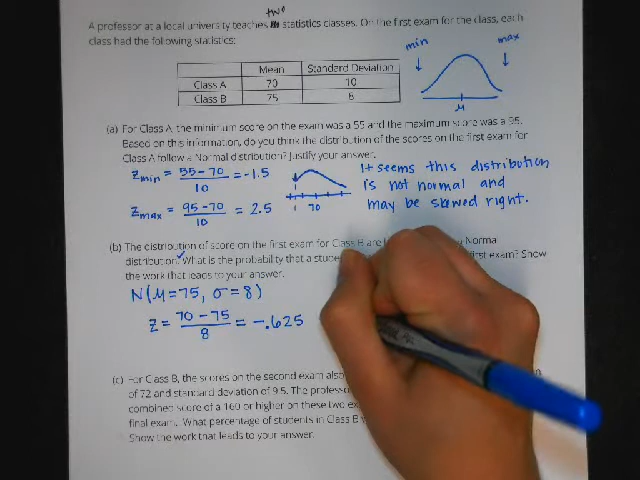 two
A professor at a local university teaches statistics classes. On the first exam for the class, each
class had the following statistics:
min
max
Mean Standard Deviation
Class A 70 10
Class B 75 8
μ
(a) For Class A, the minimum score on the exam was a 55 and the maximum score was a 95.
Based on this information, do you think the distribution of the scores on the first exam for
Class A follow a Normal distribution? Justify your answer.
Z min = 55-70 / 10 = -1.5
Z max = 95-70 / 10 = 2.5
70
It seems this distribution
is not normal and
may be skewed right.
(b) The distribution of score on the first exam for Class B are Norma
distribution. What is the probability that a stude first exam? Show
the work that leads to your answer.
N(μ=75, σ=8)
Z = 70-75 / 8 = -.625
(c) For Class B, the scores on the second exam also
of 72 and standard deviation of 9.5. The professo
combined score of a 160 or higher on these two ex
final exam. What percentage of students in Class B
Show the work that leads to your answer.